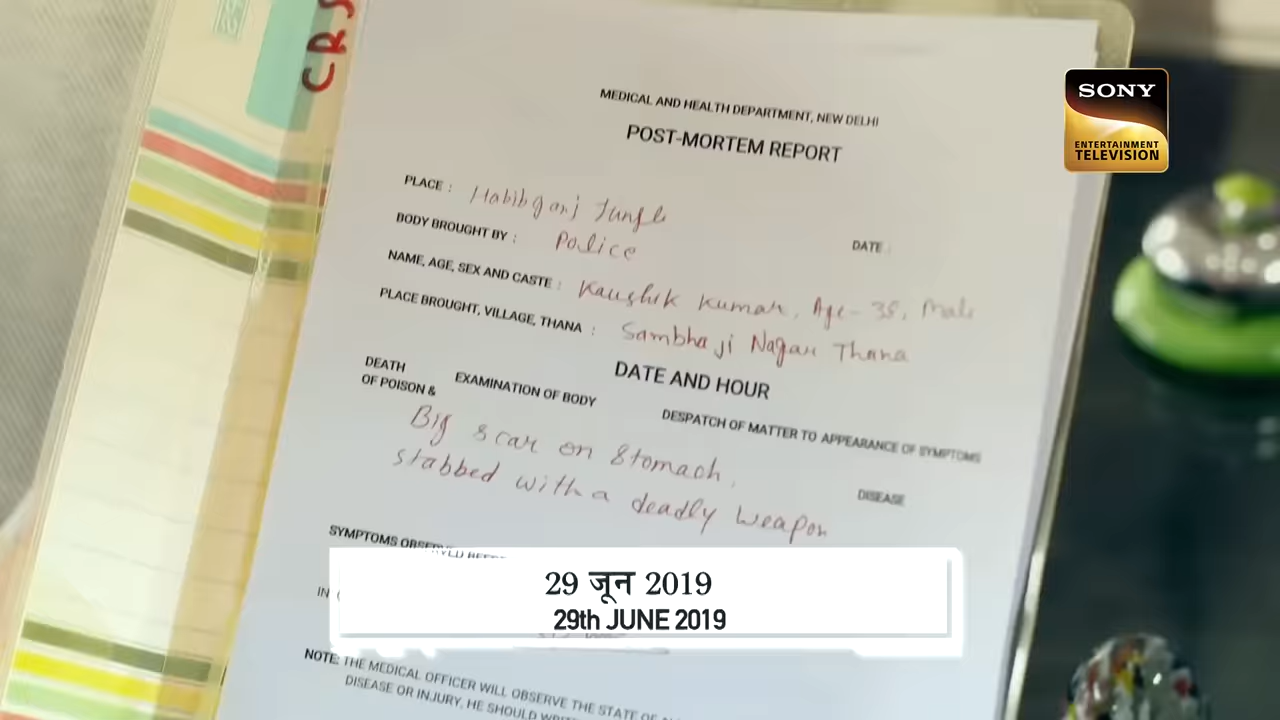 CRS
SONY
ENTERTAINMENT
TELEVISION
MEDICAL AND HEALTH DEPARTMENT, NEW DELHI
POST-MORTEM REPORT
PLACE : Habibganj Jungle
BODY BROUGHT BY : Police
DATE :
NAME, AGE, SEX AND CASTE : Kaushik Kumar, Age - 38, Male
PLACE BROUGHT, VILLAGE, THANA : Sambhaji Nagar Thana
DATE AND HOUR
DEATH
OF POISON & EXAMINATION OF BODY DESPATCH OF MATTER TO APPEARANCE OF SYMPTOMS
Big scar on Stomach,
DISEASE
stabbed with a deadly weapon
SYMPTOMS OBSERVED
IN (
29 जून 2019
29th JUNE 2019
NOTE: THE MEDICAL OFFICER WILL OBSERVE THE STATE OF
DISEASE OR INJURY, HE SHOULD